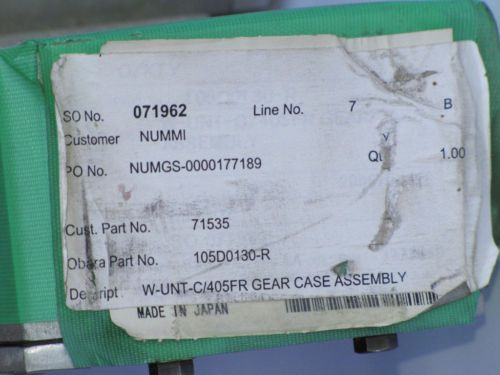 SO No. 071962 Line No. 7 B
Customer NUMMI
PO No. NUMGS-0000177189 1.00
Cust. Part No. 71535
Obara Part No. 105D0130-R
Descript W-UNT-C/405FR GEAR CASE ASSEMBLY
MADE IN JAPAN